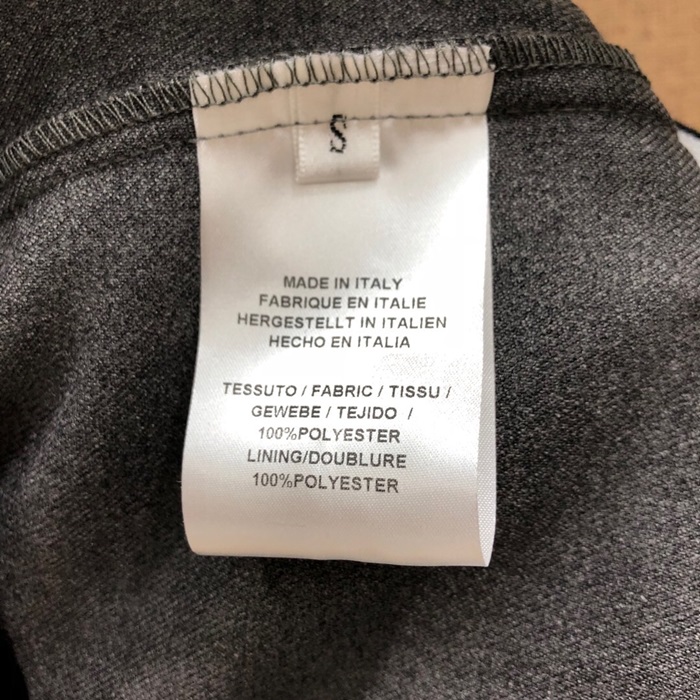 S
MADE IN ITALY
FABRIQUE EN ITALIE
HERGESTELLT IN ITALIEN
HECHO EN ITALIA
TESSUTO / FABRIC / TISSU /
GEWEBE / TEJIDO /
100%POLYESTER
LINING/DOUBLURE
100%POLYESTER